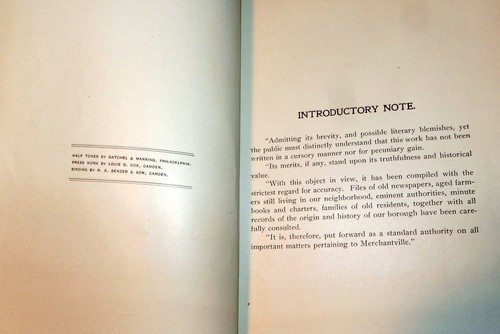 HALF TONES BY GATCHEL & MANNING, PHILADELPHIA.
PRESS WORK BY LOUIS B. COX, CAMDEN.
BINDING BY N. E. BENDER & SON, CAMDEN.
INTRODUCTORY NOTE.
"Admitting its brevity, and possible literary blemishes, yet
the public must distinctly understand that this work has not been
written in a cursory manner nor for pecuniary gain.
"Its merits, if any, stand upon its truthfulness and historical
value.
"With this object in view, it has been compiled with the
strictest regard for accuracy. Files of old newspapers, aged farm-
ers still living in our neighborhood, eminent authorities, minute
books and charters, families of old residents, together with all
records of the origin and history of our borough have been care-
fully consulted.
"It is, therefore, put forward as a standard authority on all
important matters pertaining to Merchantville."